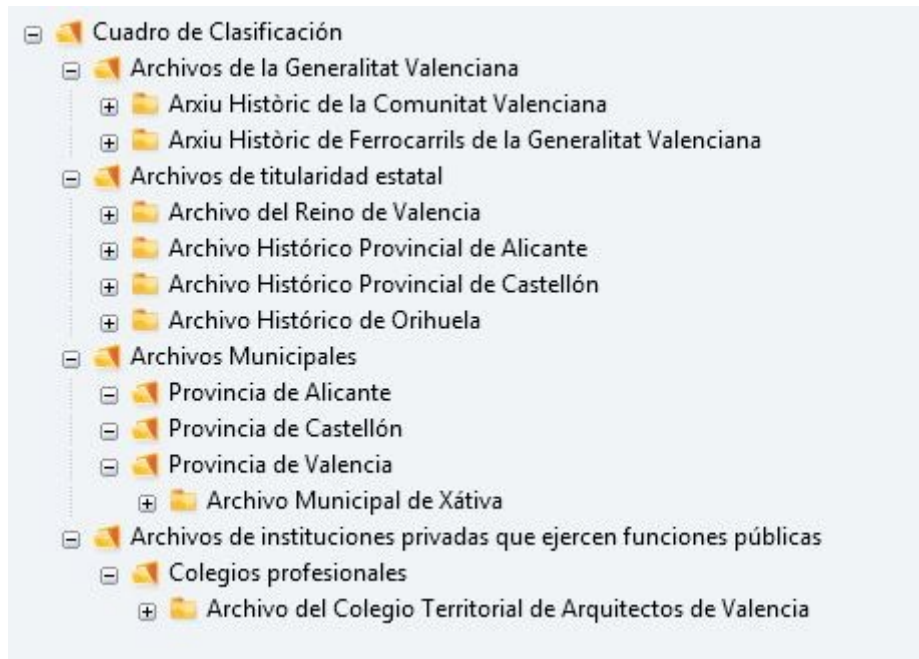 Cuadro de Clasificación
Archivos de la Generalitat Valenciana
Arxiu Històric de la Comunitat Valenciana
Arxiu Històric de Ferrocarrils de la Generalitat Valenciana
Archivos de titularidad estatal
Archivo del Reino de Valencia
Archivo Histórico Provincial de Alicante
Archivo Histórico Provincial de Castellón
Archivo Histórico de Orihuela
Archivos Municipales
Provincia de Alicante
Provincia de Castellón
Provincia de Valencia
Archivo Municipal de Xátiva
Archivos de instituciones privadas que ejercen funciones públicas
Colegios profesionales
Archivo del Colegio Territorial de Arquitectos de Valencia